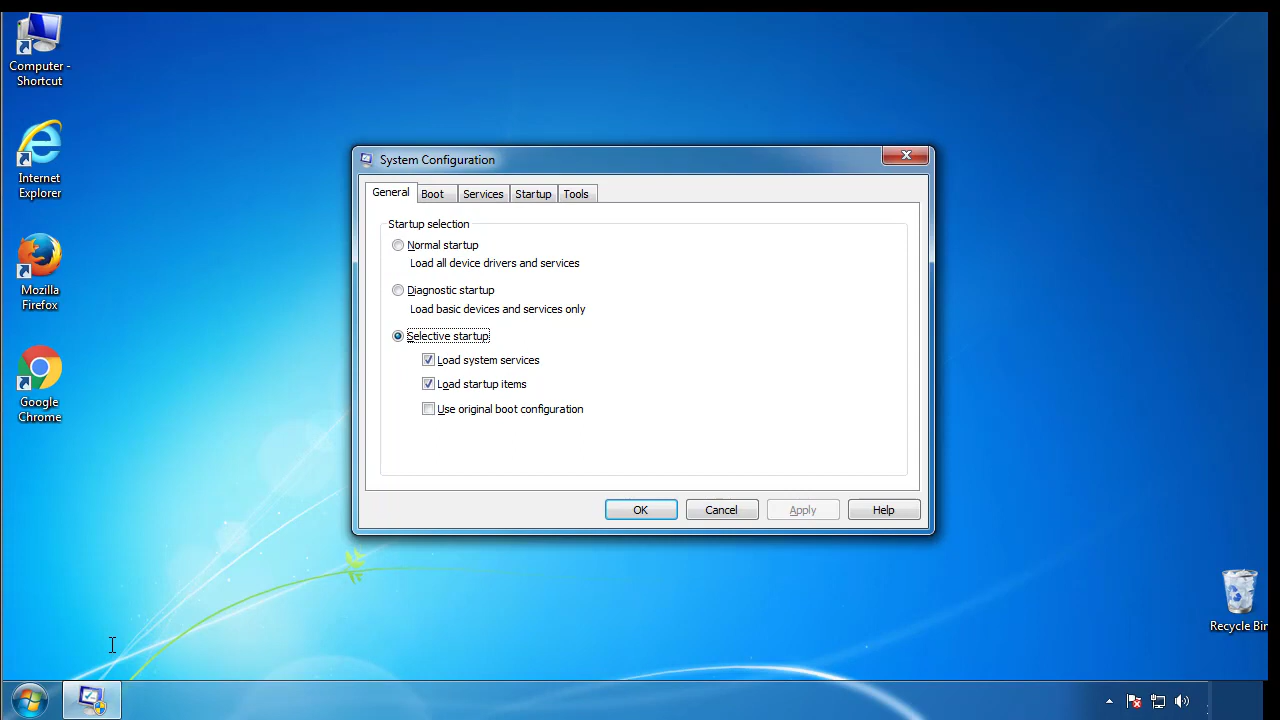 Computer -
Shortcut
Internet
Explorer
Mozilla
Firefox
Google
Chrome
System Configuration
General
Boot
Services
Startup
Tools
Startup selection
Normal startup
Load all device drivers and services
Diagnostic startup
Load basic devices and services only
Selective startup
Load system services
Load startup items
Use original boot configuration
OK
Cancel
Apply
Help
Recycle Bin